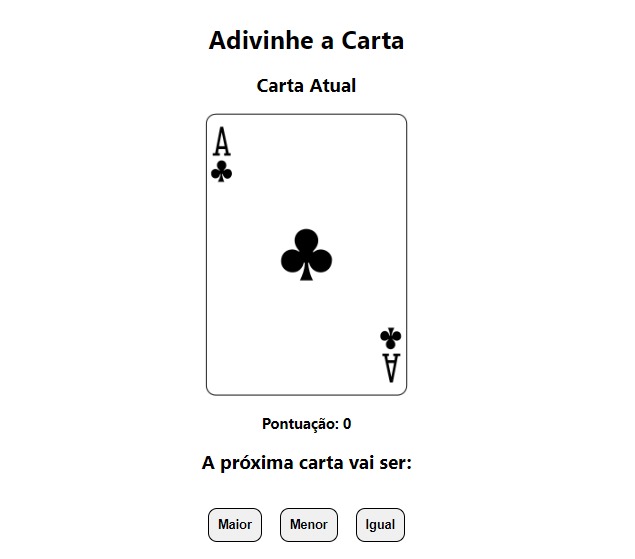 Adivinhe a Carta
Carta Atual
A
A
Pontuação: 0
A próxima carta vai ser:
Maior Menor Igual